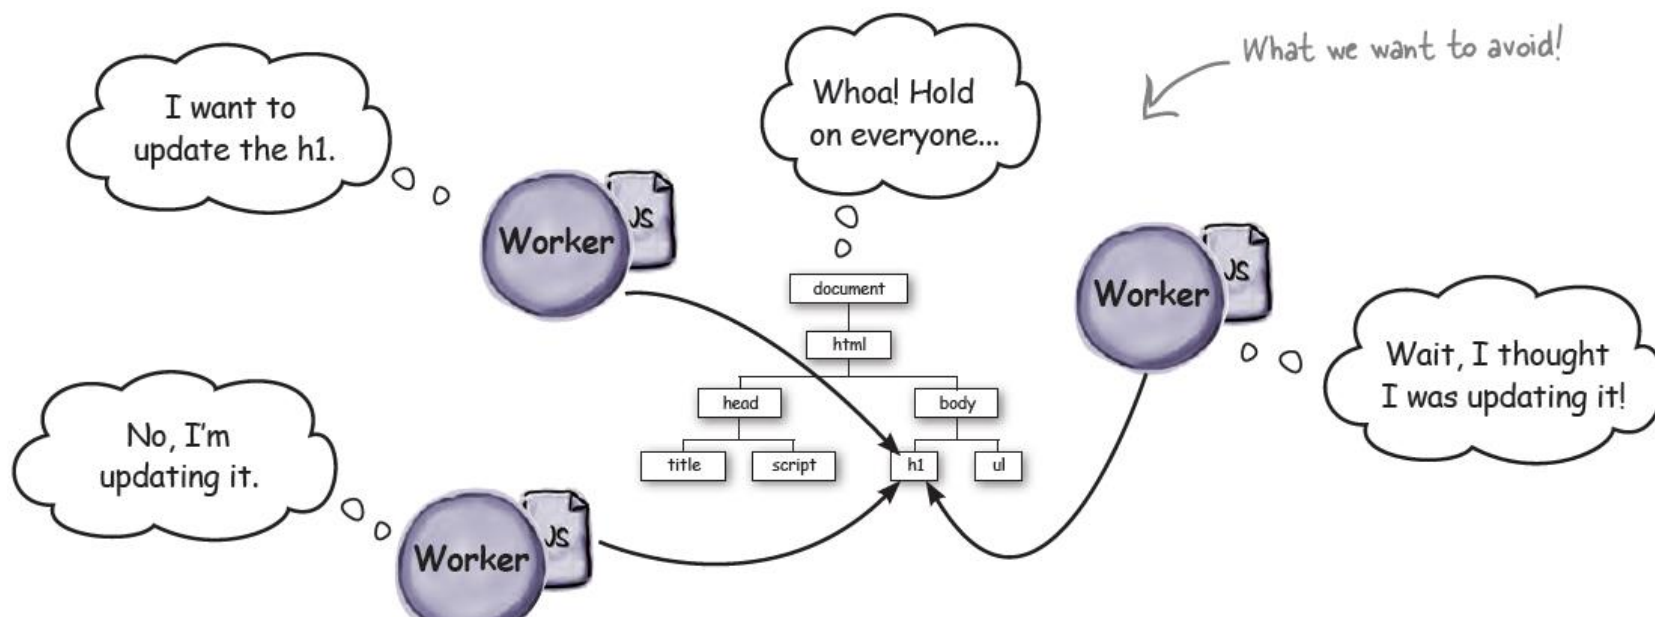 What we want to avoid!
I want to
update the h1.
Whoa! Hold
on everyone...
Worker
JS
Worker
JS
document
html
head
body
title
script
h1
ul
Wait, I thought
I was updating it!
No, I'm
updating it.
Worker
JS